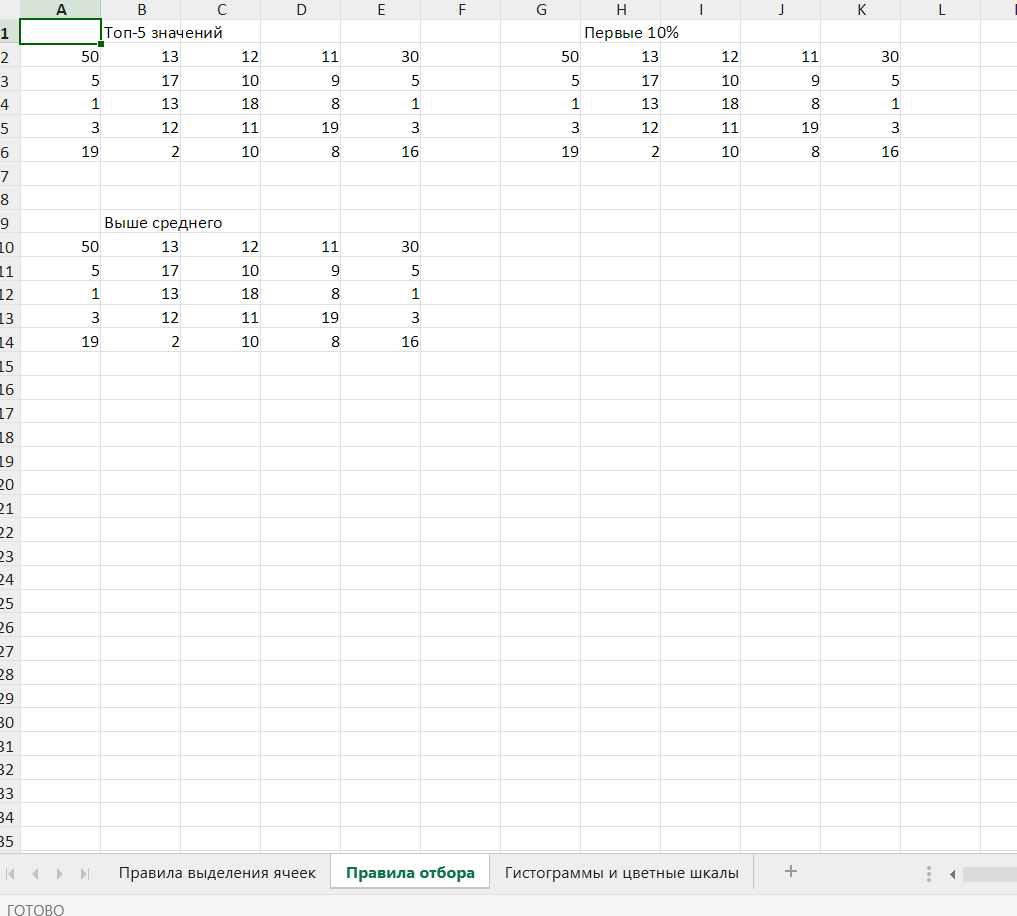 A B C D E F G H I J K L
1 Топ-5 значений Первые 10%
2 50 13 12 11 30 50 13 12 11 30
3 5 17 10 9 5 5 17 10 9 5
4 1 13 18 8 1 1 13 18 8 1
5 3 12 11 19 3 3 12 11 19 3
6 19 2 10 8 16 19 2 10 8 16
7
8
9 Выше среднего
10 50 13 12 11 30
11 5 17 10 9 5
12 1 13 18 8 1
13 3 12 11 19 3
14 19 2 10 8 16
15
16
17
18
19
20
21
22
23
24
25
26
27
28
29
30
31
32
33
34
35
Правила выделения ячеек Правила отбора Гистограммы и цветные шкалы +
ГОТОВО